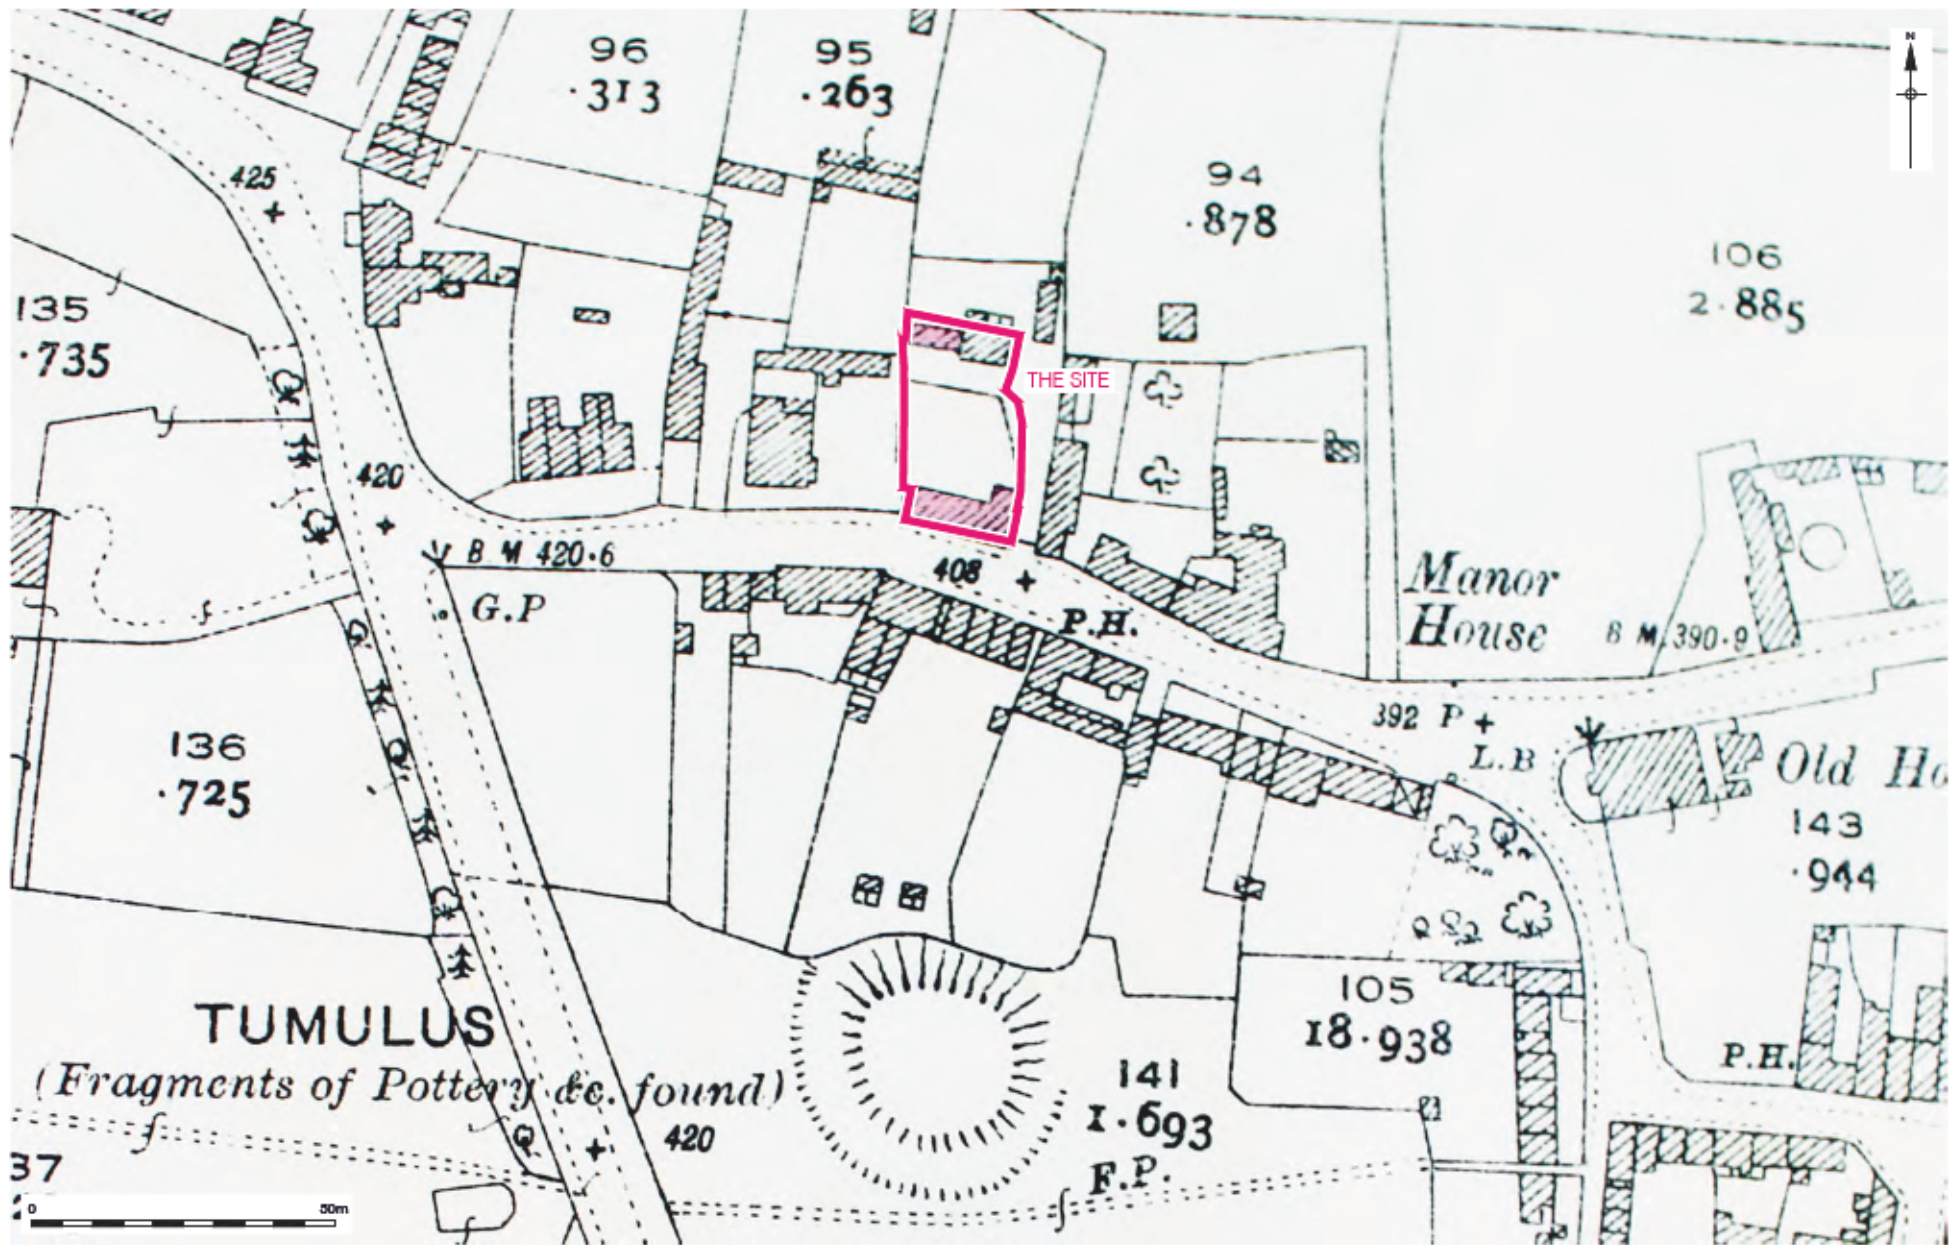 N
96
.313
95
.263
94
.878
106
2.885
425
135
.735
THE SITE
420
B M 420.6
408
G.P
P.H.
Manor
House
B M.390.9
392 P
L.B
Old
136
.725
143
.944
105
18.938
TUMULUS
(Fragments of Pottery &c. found)
141
1.693
F.P.
P.H.
420
37
0 50m